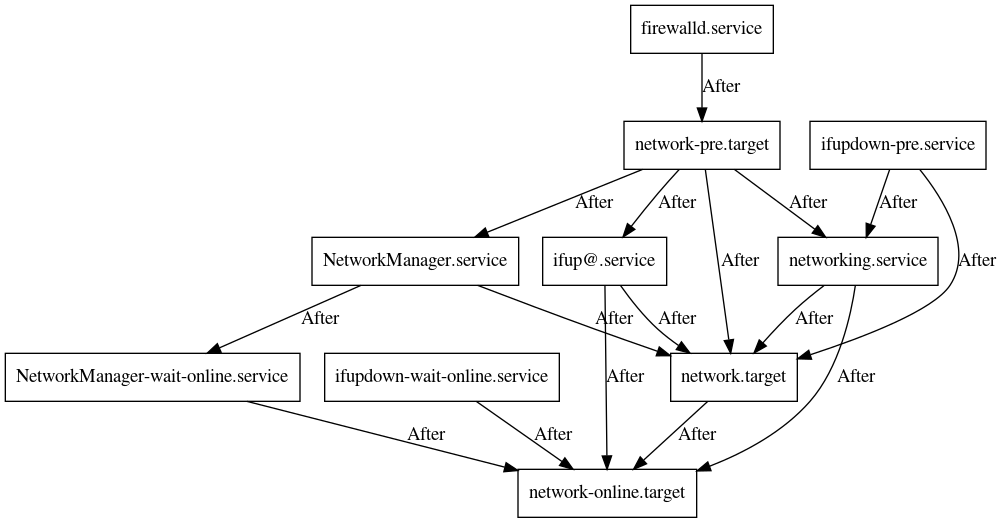 firewalld.service
After
network-pre.target
ifupdown-pre.service
After
After
After
After
NetworkManager.service
ifup@.service
networking.service
After
After
After
After
After
After
NetworkManager-wait-online.service
ifupdown-wait-online.service
network.target
After
After
After
After
After
network-online.target